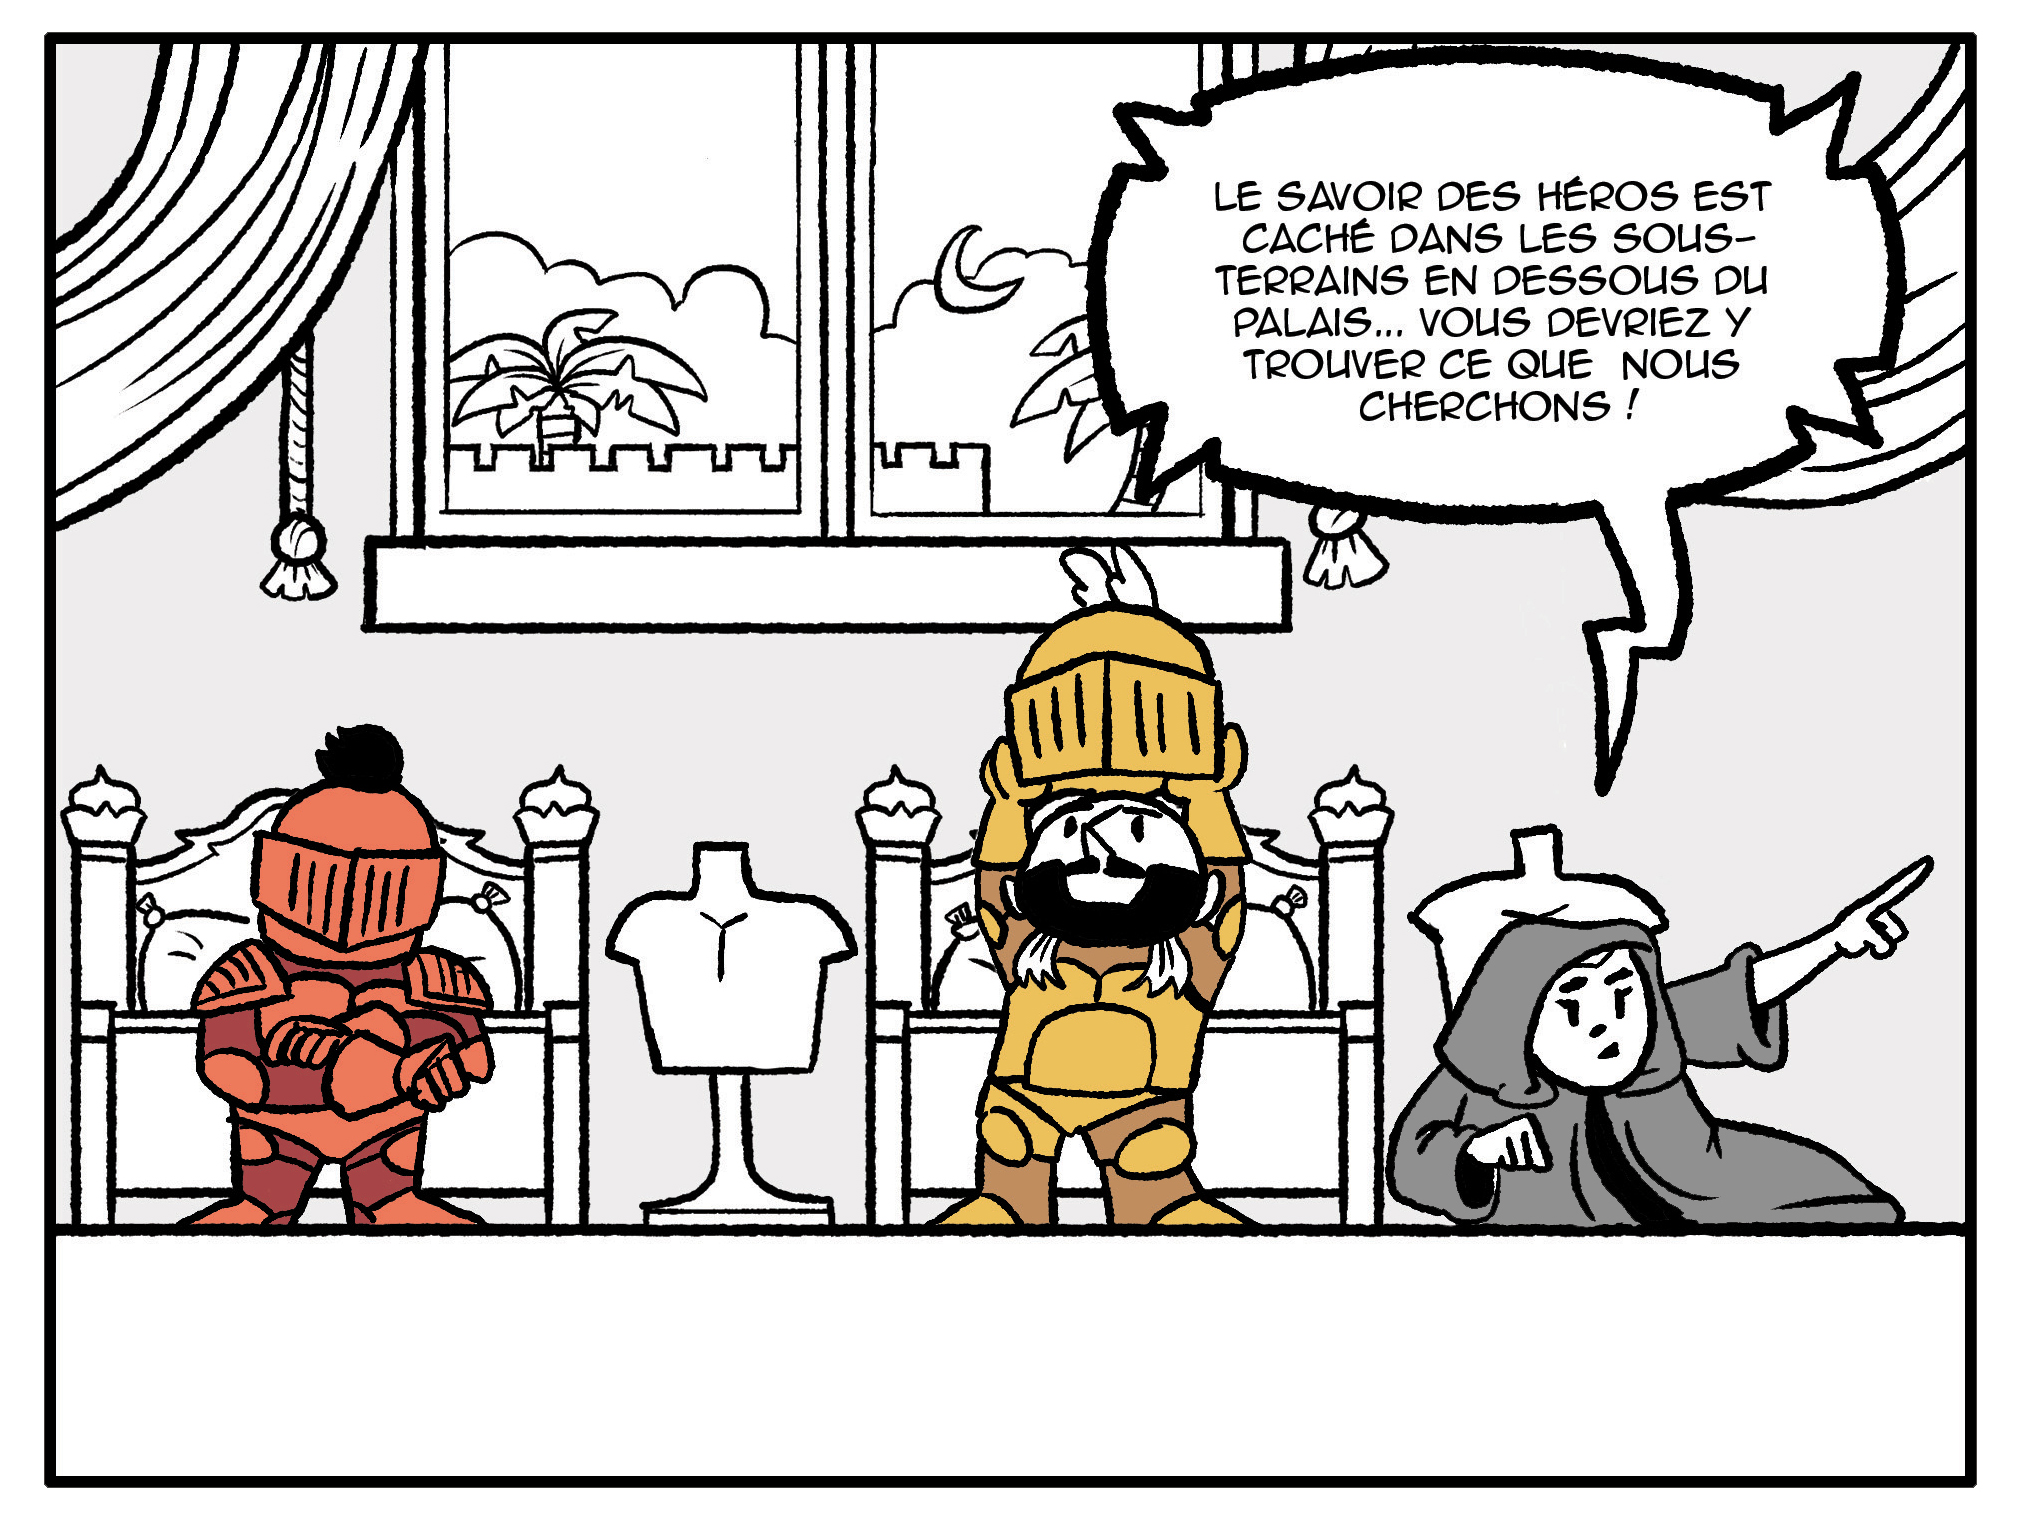 LE SAVOIR DES HÉROS EST
CACHÉ DANS LES SOUS-
TERRAINS EN DESSOUS DU
PALAIS... VOUS DEVRIEZ Y
TROUVER CE QUE NOUS
CHERCHONS !